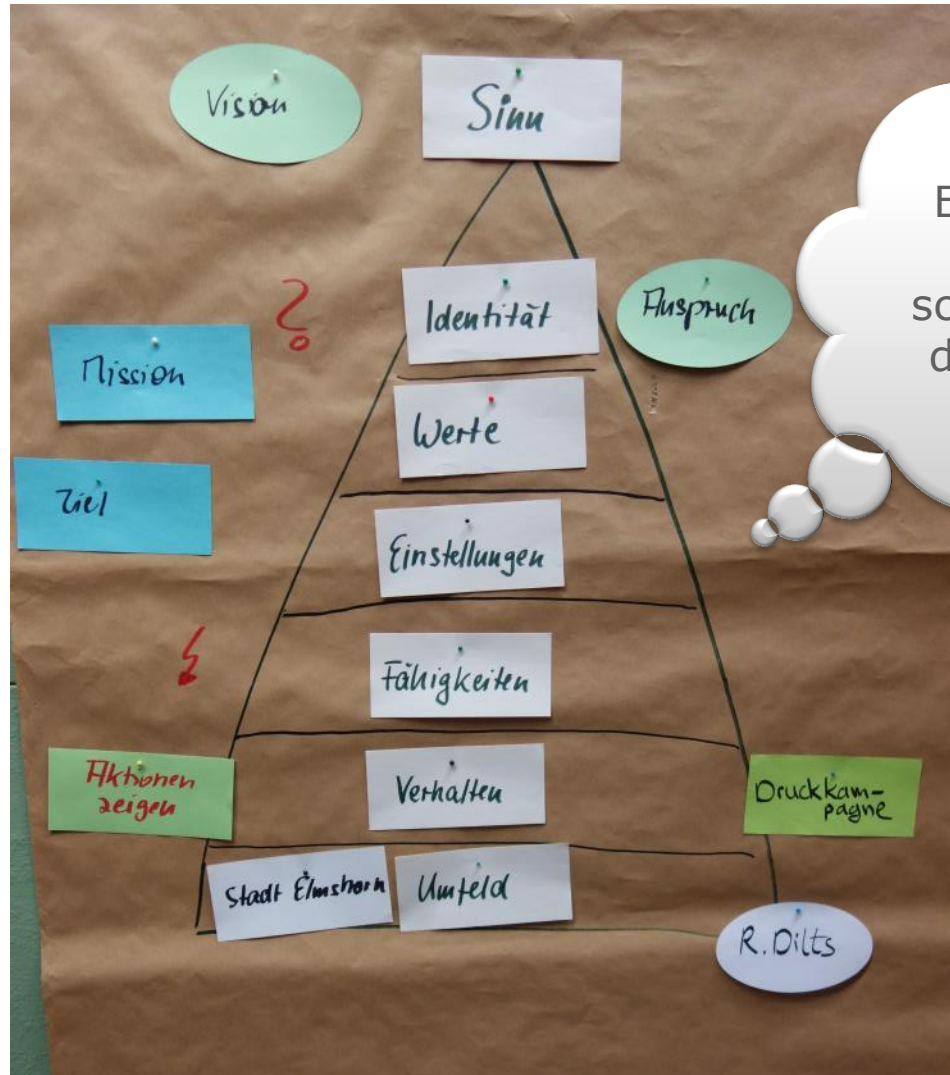 Vision
Sinn
Identität
Anspruch
Mission
Werte
Ziel
Einstellungen
Fähigkeiten
Aktionen
zeigen
Verhalten
Druckkam-
pagne
Stadt Elmshorn
Umfeld
R. Dilts
?